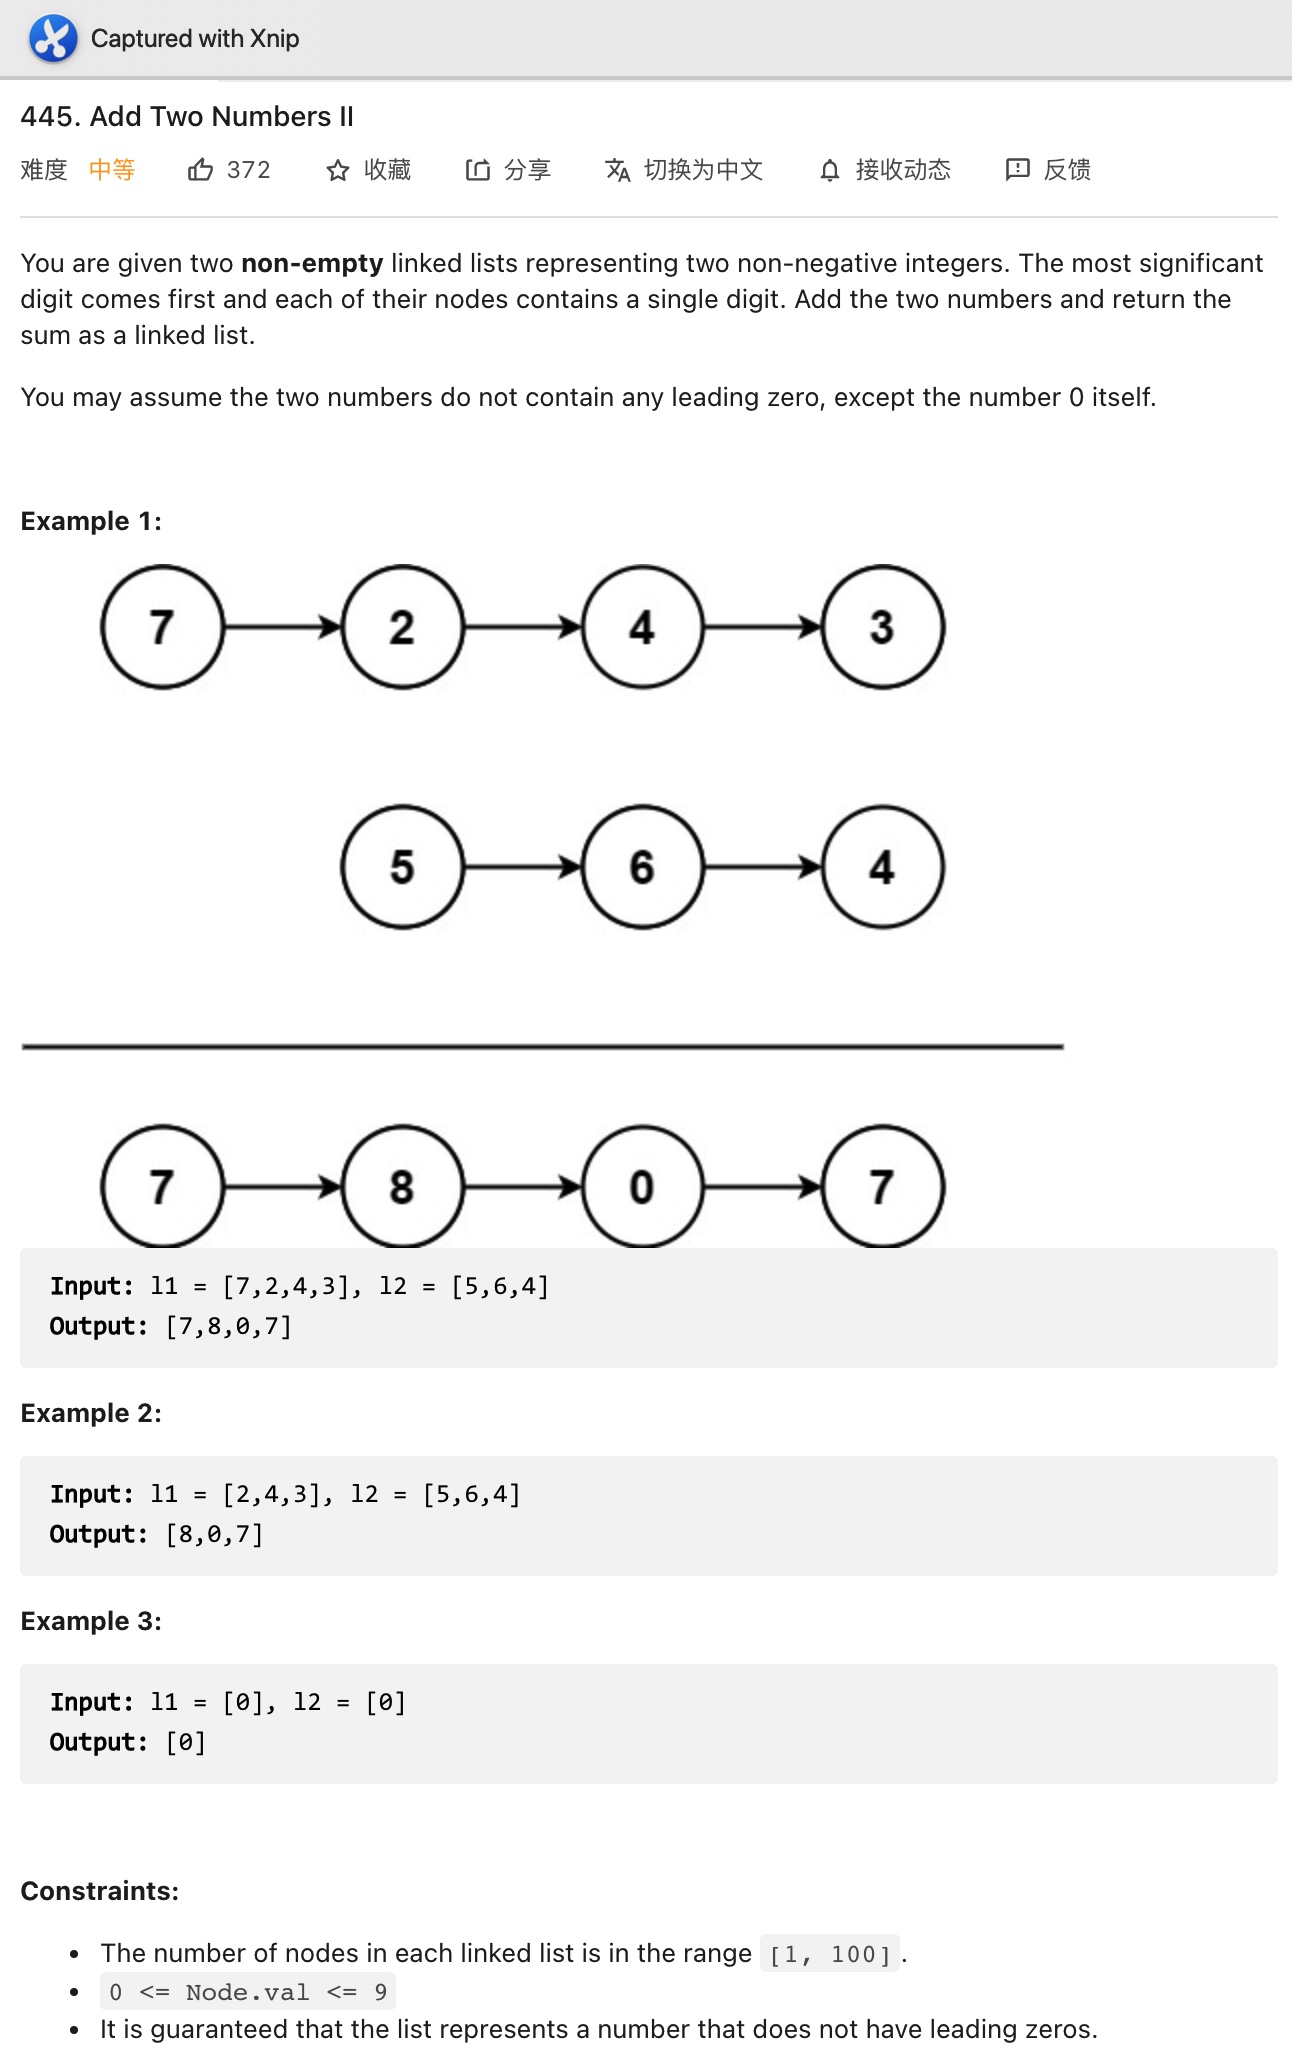 Captured with Xnip
445. Add Two Numbers II
难度 中等 372 收藏 分享 切换为中文 接收动态 反馈
You are given two non-empty linked lists representing two non-negative integers. The most significant
digit comes first and each of their nodes contains a single digit. Add the two numbers and return the
sum as a linked list.
You may assume the two numbers do not contain any leading zero, except the number 0 itself.
Example 1:
7 2 4 3
5 6 4
7 8 0 7
Input: l1 = [7,2,4,3], l2 = [5,6,4]
Output: [7,8,0,7]
Example 2:
Input: l1 = [2,4,3], l2 = [5,6,4]
Output: [8,0,7]
Example 3:
Input: l1 = [0], l2 = [0]
Output: [0]
Constraints:
• The number of nodes in each linked list is in the range [1, 100].
• 0 <= Node.val <= 9
• It is guaranteed that the list represents a number that does not have leading zeros.